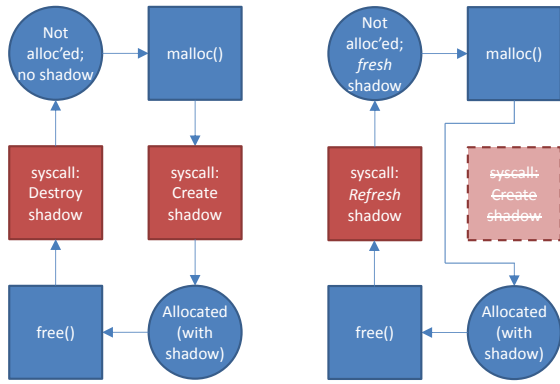 Not
alloc'ed;
no shadow
malloc()
syscall:
Destroy
shadow
syscall:
Create
shadow
free()
Allocated
(with
shadow)
Not
alloc'ed;
fresh
shadow
malloc()
syscall:
Refresh
shadow
syscall:
Create
shadow
free()
Allocated
(with
shadow)